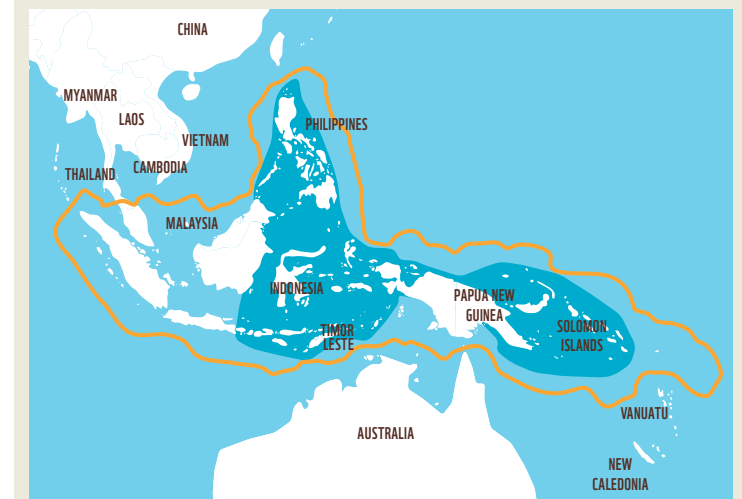 CHINA
MYANMAR
LAOS
PHILIPPINES
VIETNAM
CAMBODIA
THAILAND
MALAYSIA
INDONESIA
PAPUA NEW
GUINEA
TIMOR
LESTE
SOLOMON
ISLANDS
VANUATU
AUSTRALIA
NEW
CALEDONIA